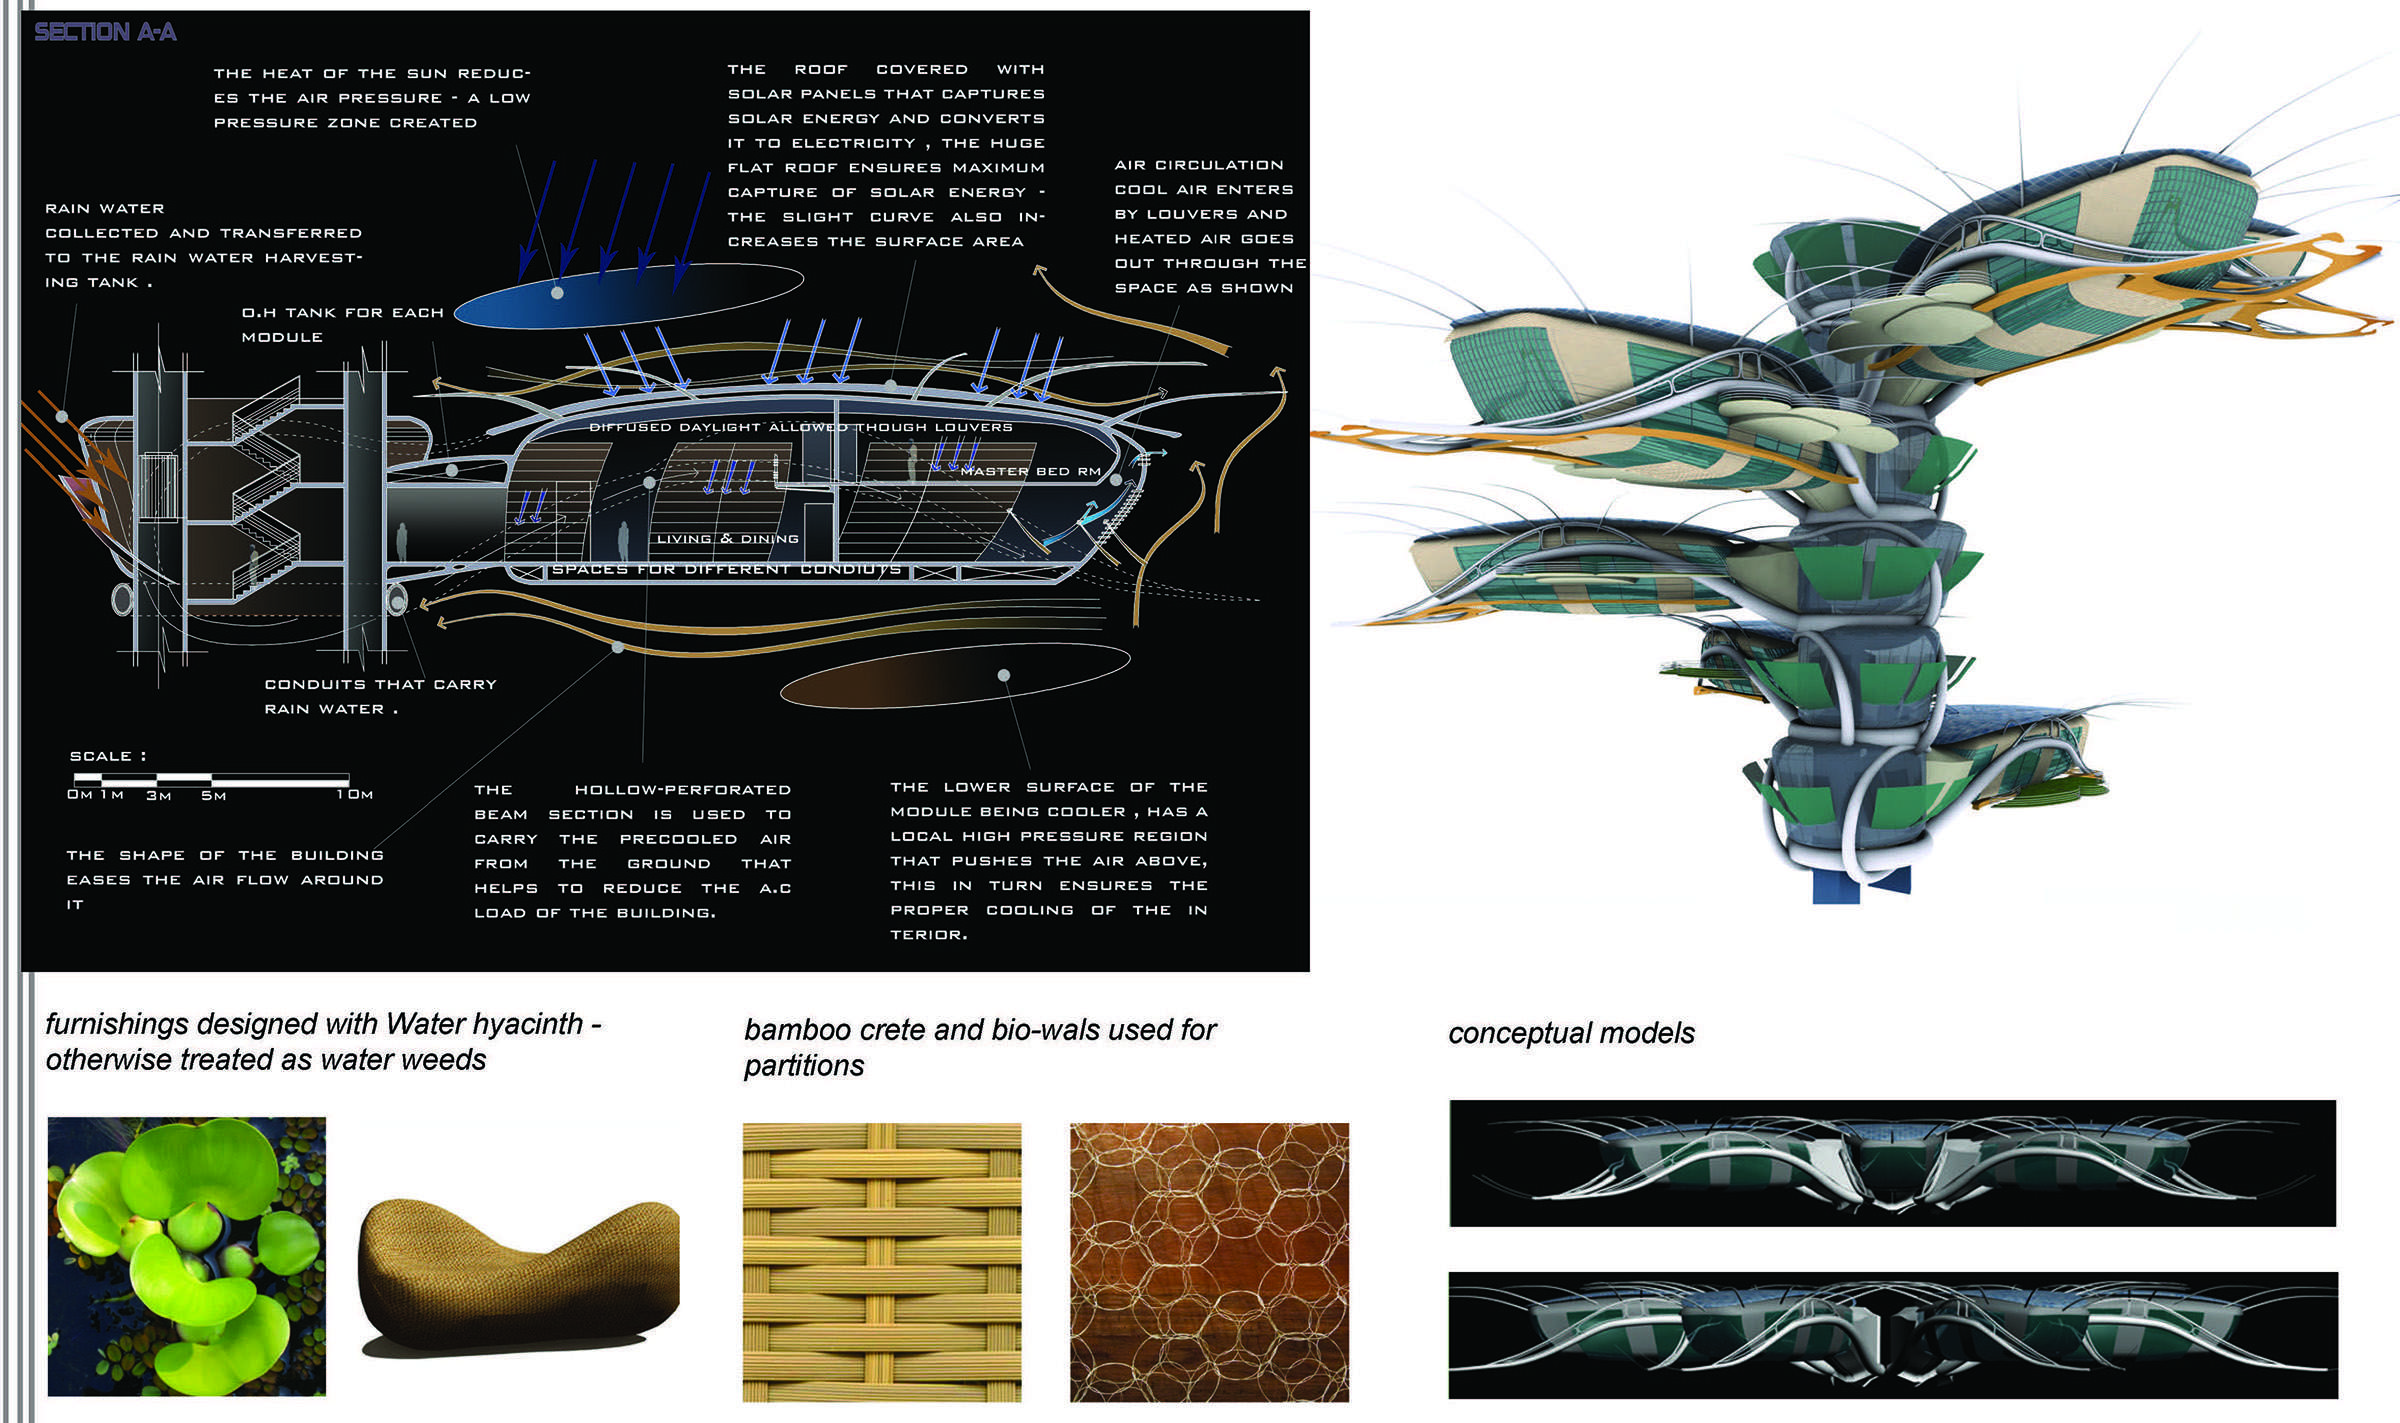 SECTION A-A
THE HEAT OF THE SUN REDUC-
ES THE AIR PRESSURE - A LOW
PRESSURE ZONE CREATED
THE ROOF COVERED WITH
SOLAR PANELS THAT CAPTURES
SOLAR ENERGY AND CONVERTS
IT TO ELECTRICITY , THE HUGE
FLAT ROOF ENSURES MAXIMUM
CAPTURE OF SOLAR ENERGY -
THE SLIGHT CURVE ALSO IN-
CREASES THE SURFACE AREA
AIR CIRCULATION
COOL AIR ENTERS
BY LOUVERS AND
HEATED AIR GOES
OUT THROUGH THE
SPACE AS SHOWN
RAIN WATER
COLLECTED AND TRANSFERRED
TO THE RAIN WATER HARVEST-
ING TANK .
O.H TANK FOR EACH
MODULE
DIFFUSED DAYLIGHT ALLOWED THOUGH LOUVERS
MASTER BED RM
LIVING & DINING
SPACES FOR DIFFERENT CONDIUTS
CONDUITS THAT CARRY
RAIN WATER .
SCALE :
0M 1M 3M 5M 10M
THE SHAPE OF THE BUILDING
EASES THE AIR FLOW AROUND
IT
THE HOLLOW-PERFORATED
BEAM SECTION IS USED TO
CARRY THE PRECOOLED AIR
FROM THE GROUND THAT
HELPS TO REDUCE THE A.C
LOAD OF THE BUILDING.
THE LOWER SURFACE OF THE
MODULE BEING COOLER , HAS A
LOCAL HIGH PRESSURE REGION
THAT PUSHES THE AIR ABOVE,
THIS IN TURN ENSURES THE
PROPER COOLING OF THE IN
TERIOR.
furnishings designed with Water hyacinth -
otherwise treated as water weeds
bamboo crete and bio-wals used for
partitions
conceptual models